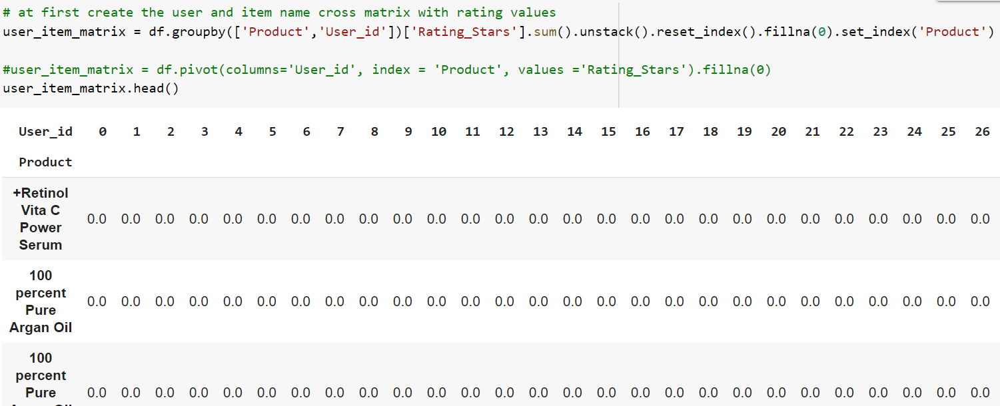 # at first create the user and item name cross matrix with rating values
user_item_matrix = df.groupby(['Product','User_id'])['Rating_Stars'].sum().unstack().reset_index().fillna(0).set_index('Product')
#user_item_matrix = df.pivot(columns='User_id', index = 'Product', values ='Rating_Stars').fillna(0)
user_item_matrix.head()
User_id 0 1 2 3 4 5 6 7 8 9 10 11 12 13 14 15 16 17 18 19 20 21 22 23 24 25 26
Product
+Retinol
Vita C
Power
Serum
0.0 0.0 0.0 0.0 0.0 0.0 0.0 0.0 0.0 0.0 0.0 0.0 0.0 0.0 0.0 0.0 0.0 0.0 0.0 0.0 0.0 0.0 0.0 0.0 0.0 0.0 0.0
100
percent
Pure
Argan Oil
0.0 0.0 0.0 0.0 0.0 0.0 0.0 0.0 0.0 0.0 0.0 0.0 0.0 0.0 0.0 0.0 0.0 0.0 0.0 0.0 0.0 0.0 0.0 0.0 0.0 0.0 0.0
100
percent
Pure
0.0 0.0 0.0 0.0 0.0 0.0 0.0 0.0 0.0 0.0 0.0 0.0 0.0 0.0 0.0 0.0 0.0 0.0 0.0 0.0 0.0 0.0 0.0 0.0 0.0 0.0 0.0